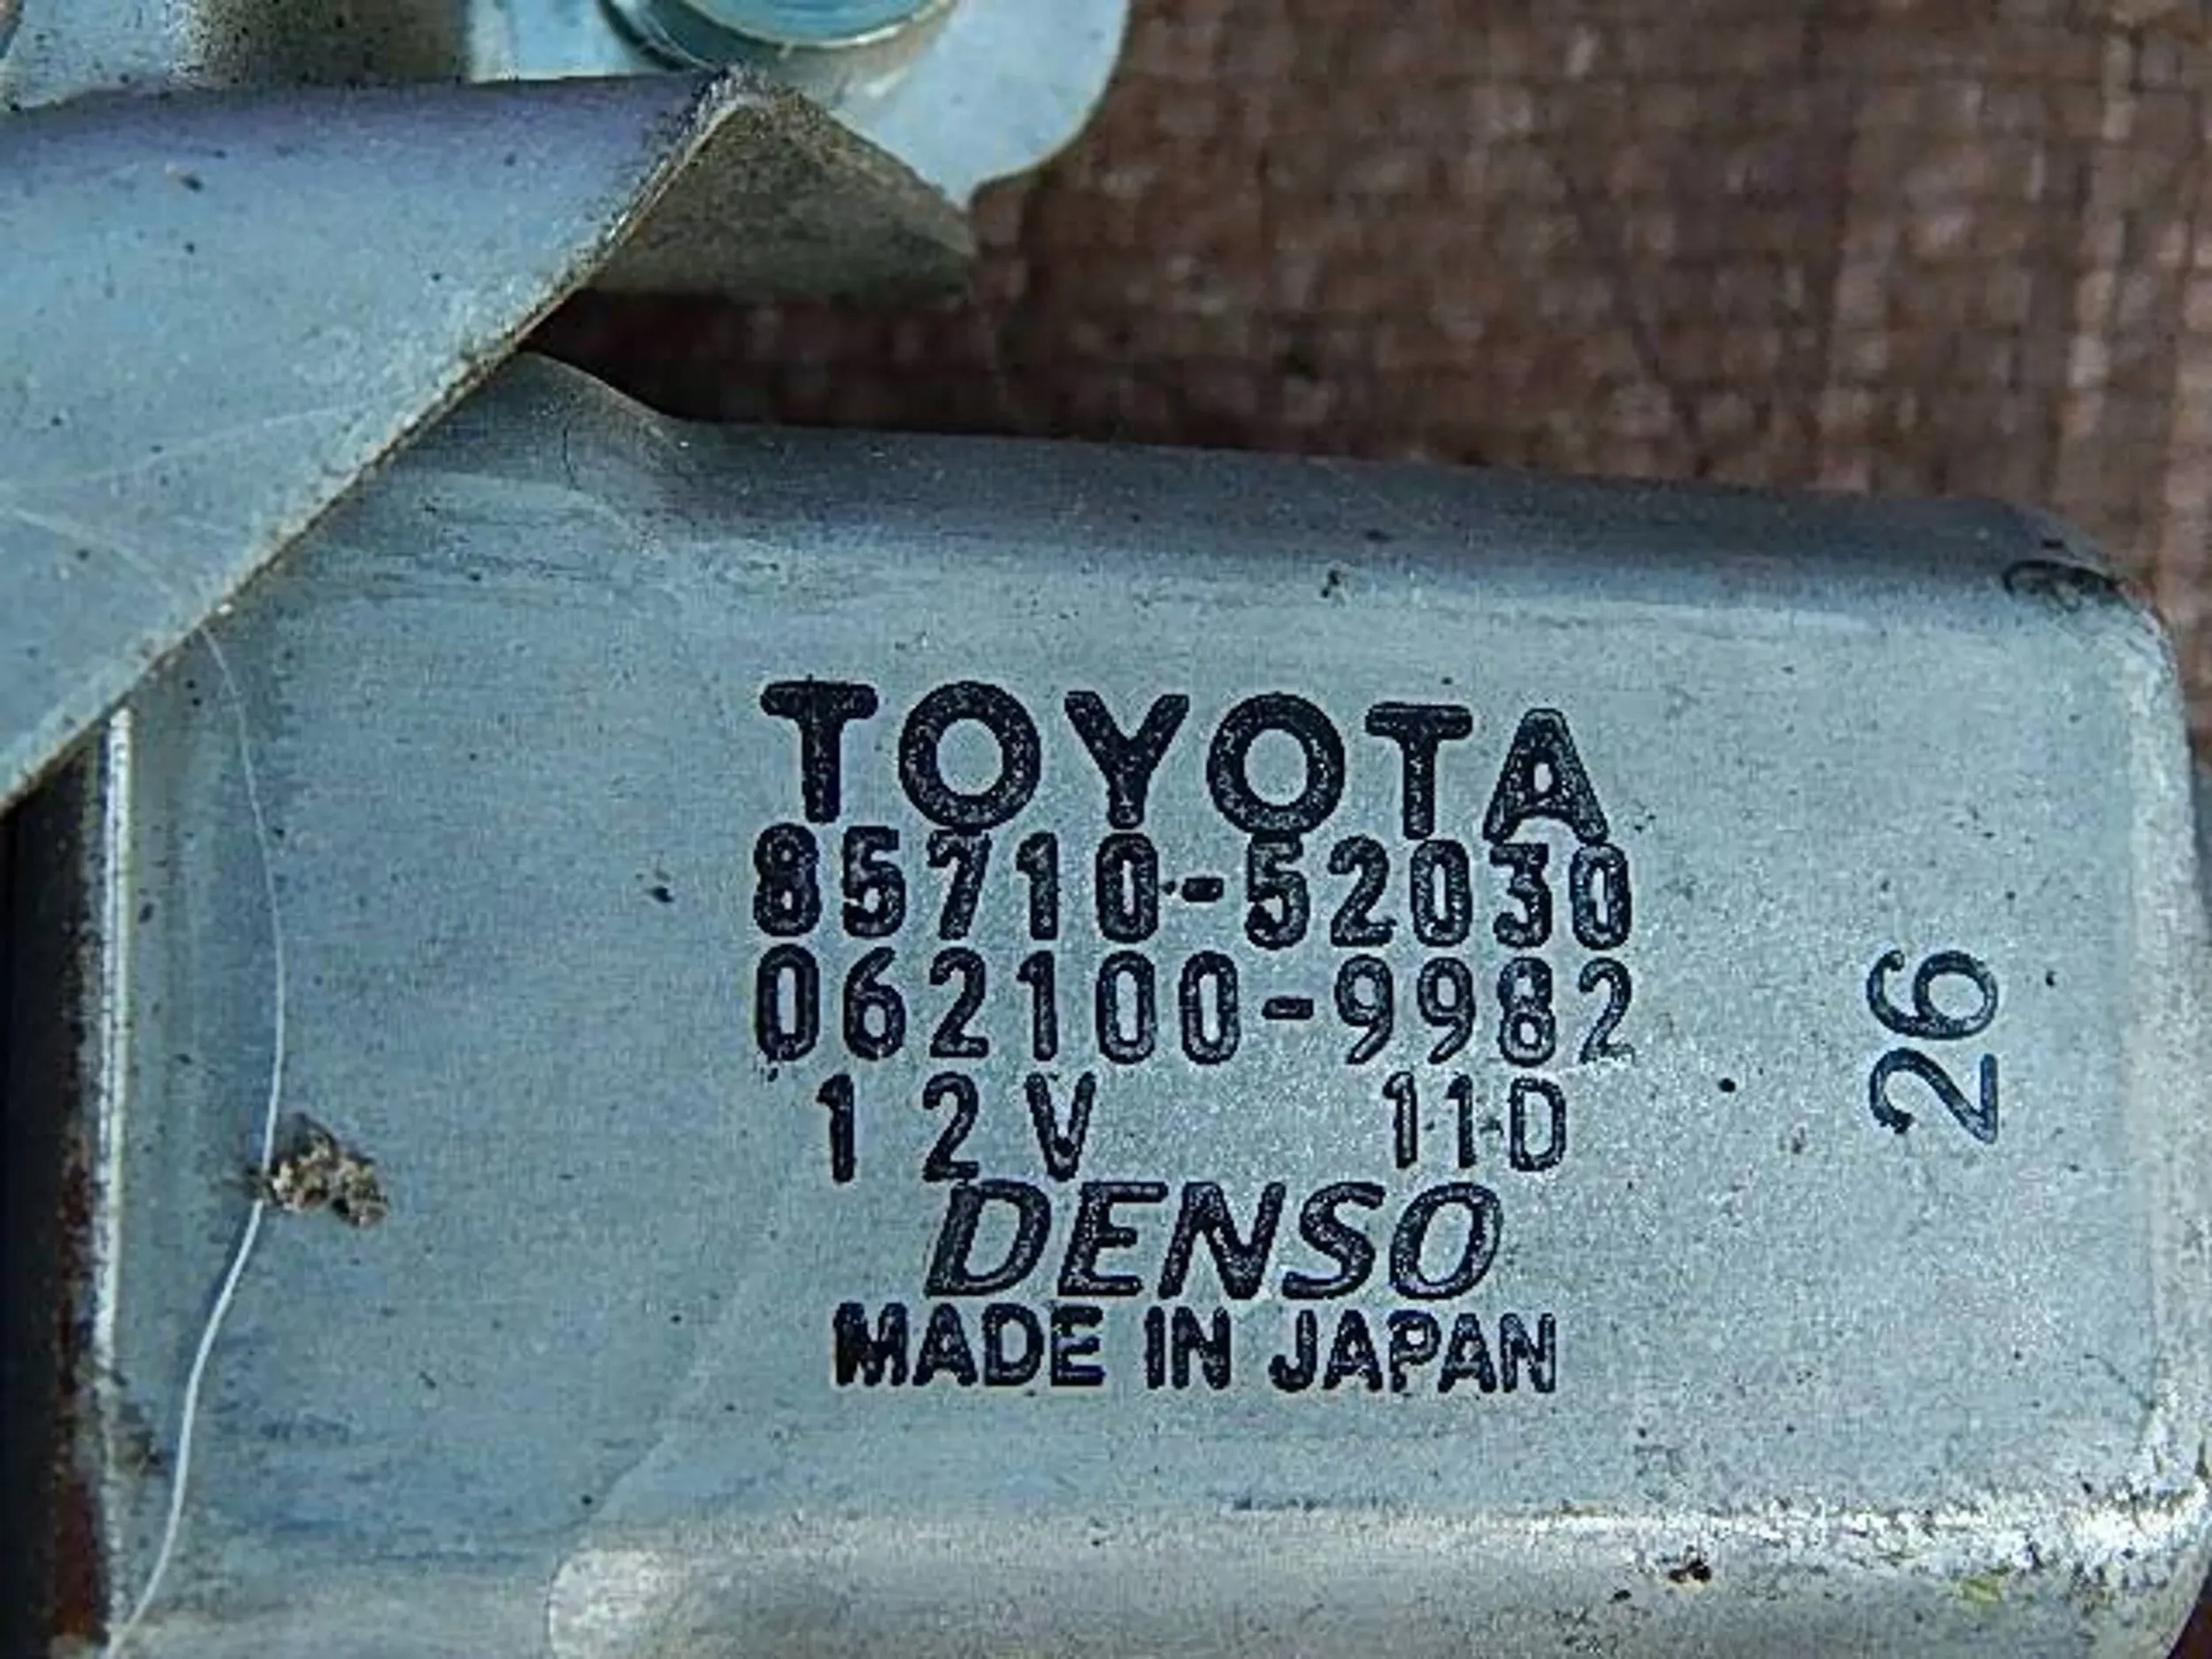 TOYOTA
85710-52030
062100-9982
12V 11D
DENSO
MADE IN JAPAN
26